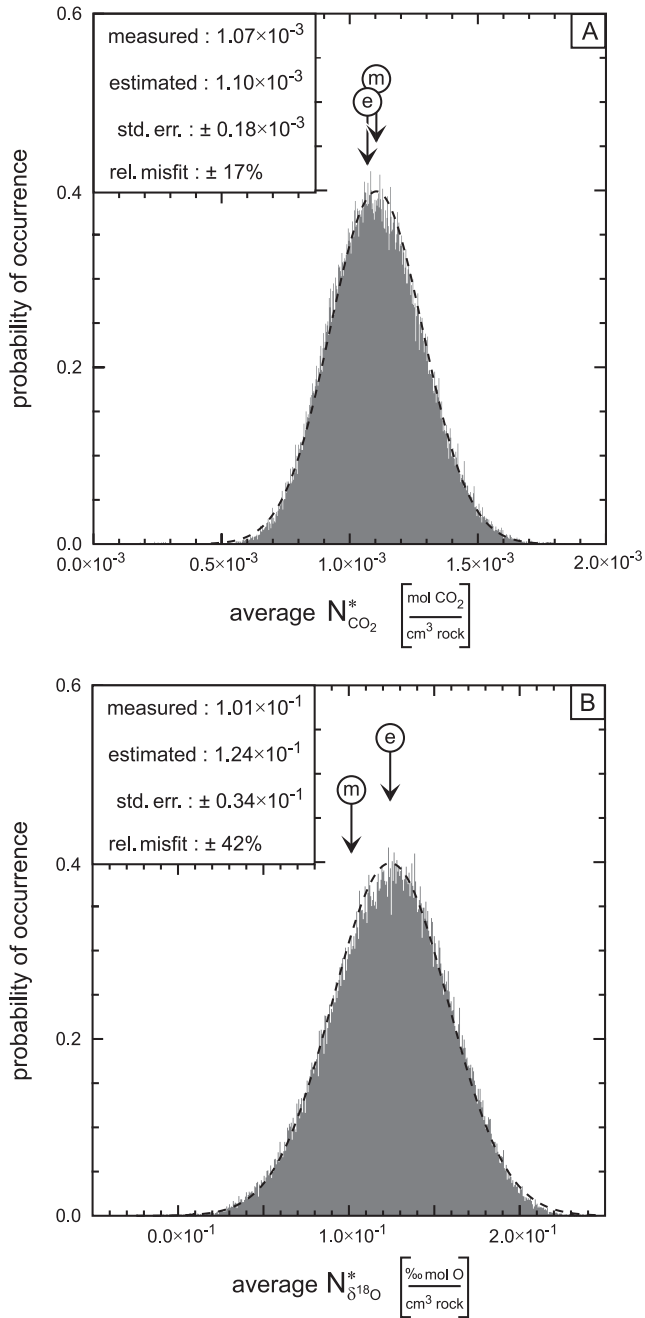 0.6
A
measured : 1.07×10⁻³
estimated : 1.10×10⁻³
std. err. : ± 0.18×10⁻³
rel. misfit : ± 17%
m
e
0.4
probability of occurrence
0.2
0.0
0.0×10⁻³ 0.5×10⁻³ 1.0×10⁻³ 1.5×10⁻³ 2.0×10⁻³
average N*CO₂ [mol CO₂
cm³ rock]
0.6
B
measured : 1.01×10⁻¹
estimated : 1.24×10⁻¹
std. err. : ± 0.34×10⁻¹
rel. misfit : ± 42%
e
m
0.4
probability of occurrence
0.2
0.0
0.0×10⁻¹ 1.0×10⁻¹ 2.0×10⁻¹
average N*δ¹⁸O [‰ mol O
cm³ rock]